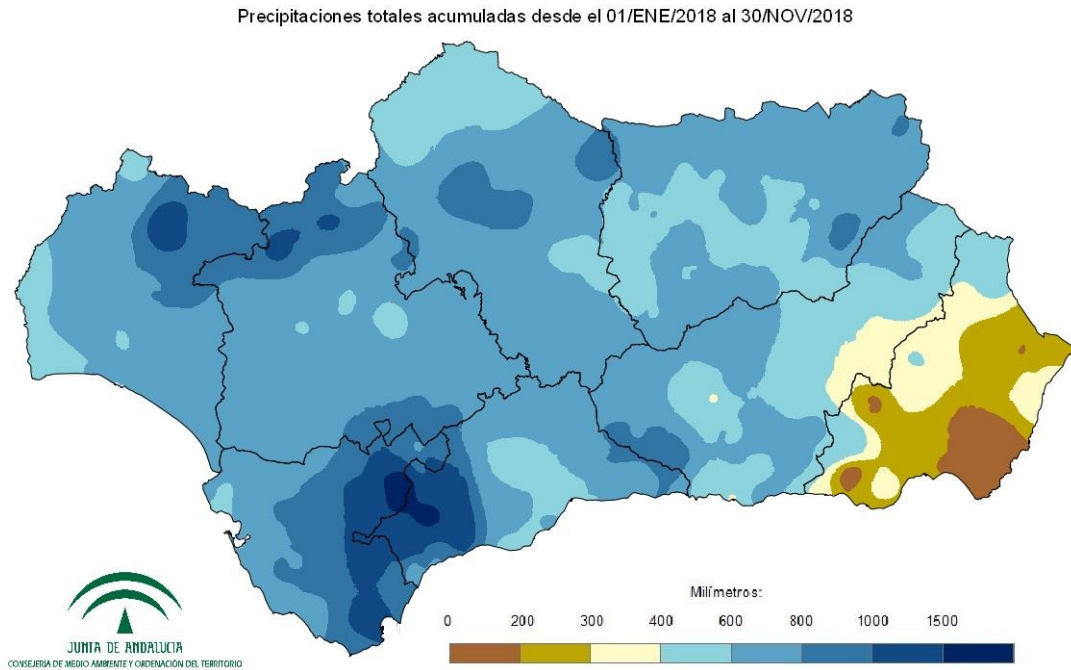 Precipitaciones totales acumuladas desde el 01/ENE/2018 al 30/NOV/2018
Milímetros:
0 200 300 400 600 800 1000 1500
JUNTA DE ANDALUCIA
CONSEJERÍA DE MEDIO AMBIENTE Y ORDENACIÓN DEL TERRITORIO